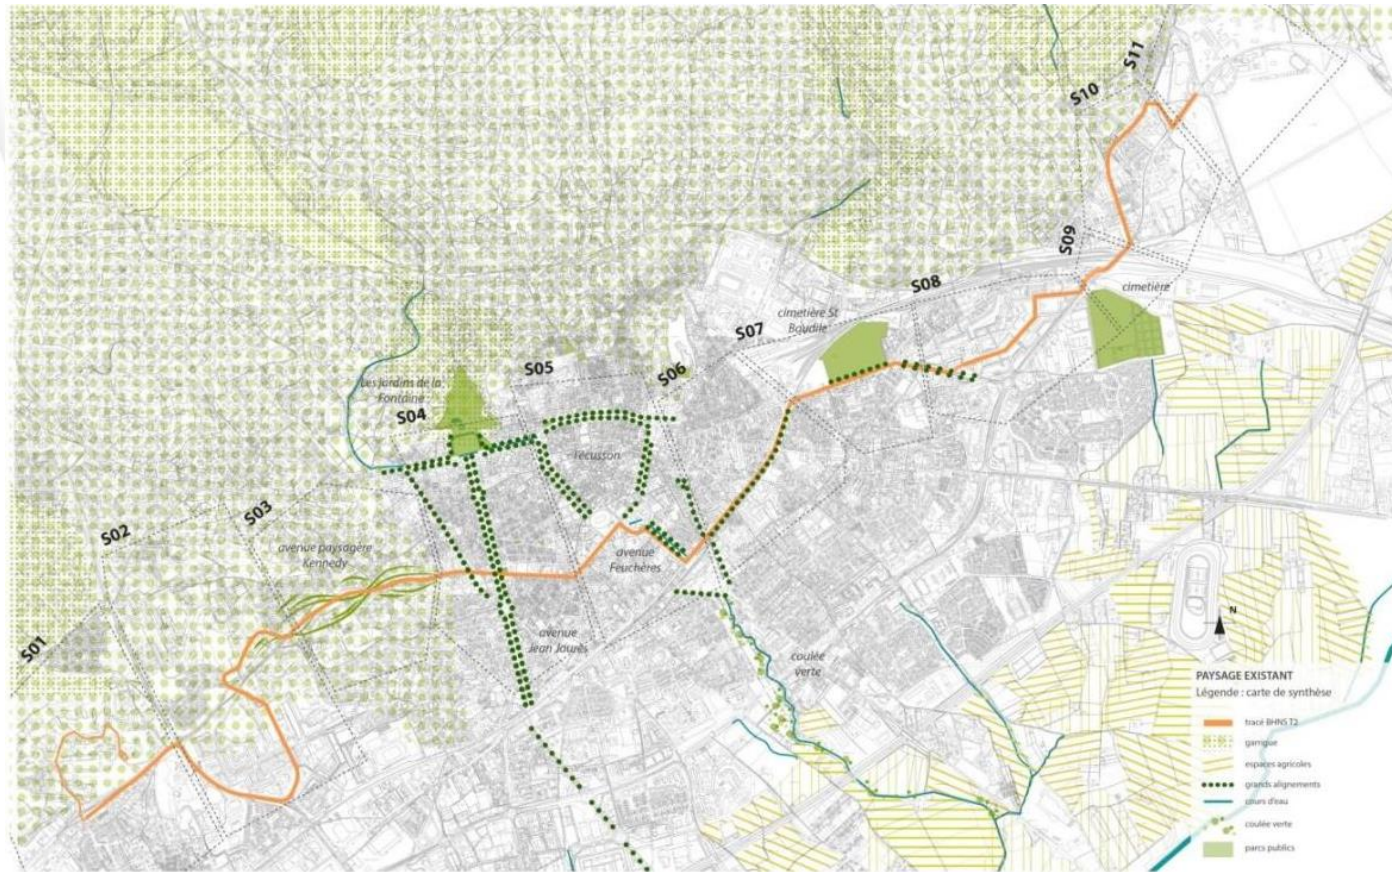 S11
S10
S09
cimetière
S08
cimetière St
Baudile
S07
S06
S05
Les Jardins de la
Fontaine
S04
l'écusson
S03
S02
avenue paysagère
Kennedy
avenue
Feuchères
S01
avenue
Jean Jaurès
coulée
verte
N
PAYSAGE EXISTANT
Légende : carte de synthèse
tracé BHNS T2
garrigue
espaces agricoles
grands alignements
cours d'eau
coulée verte
parcs publics